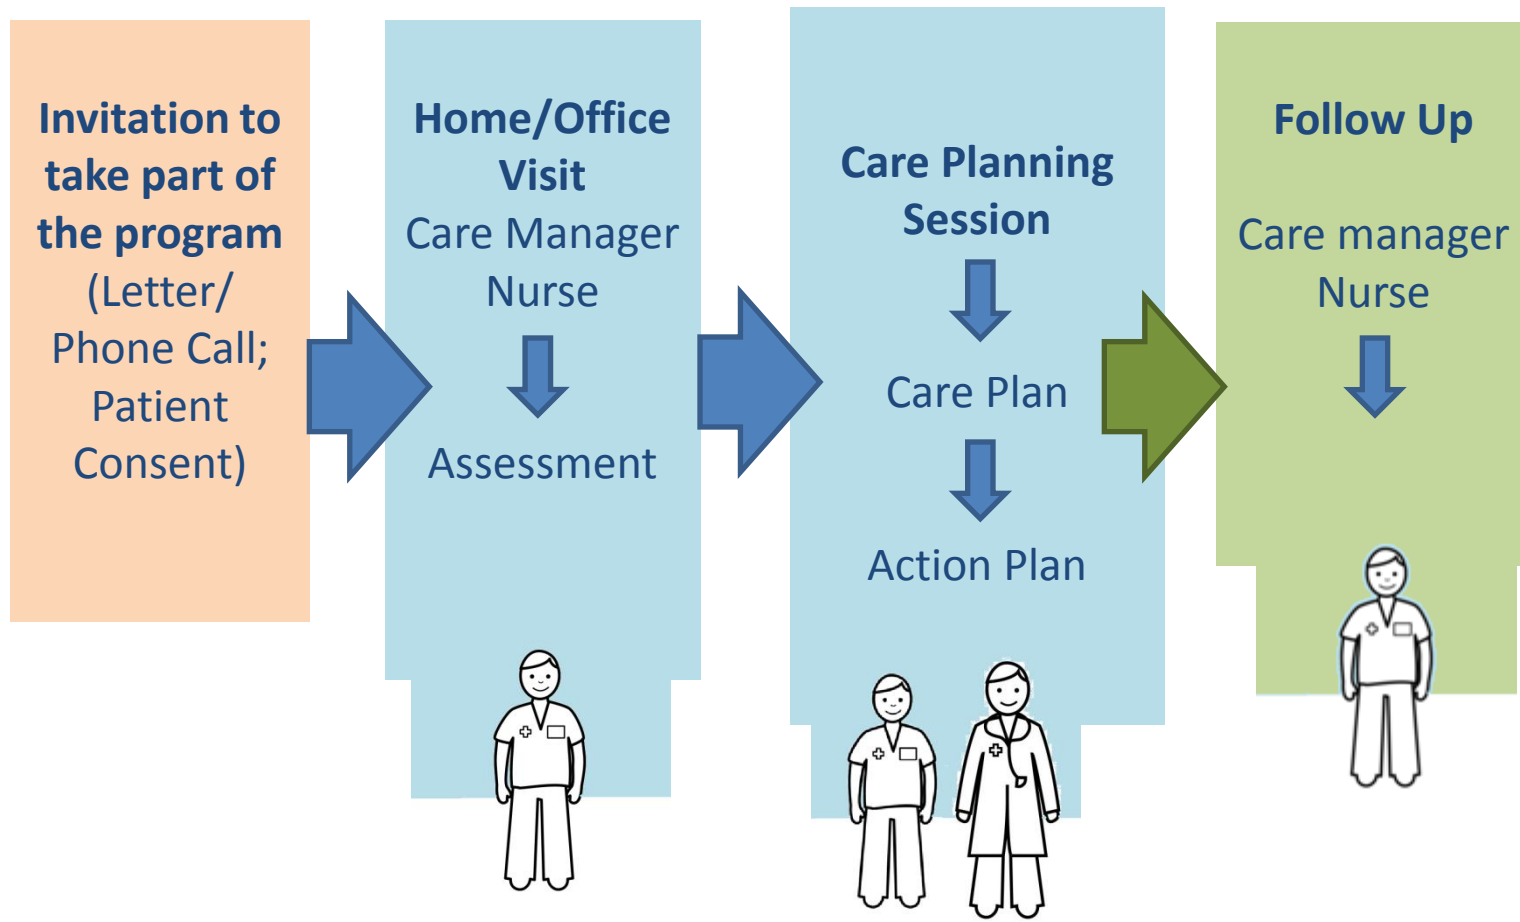 Invitation to
take part of
the program
(Letter/
Phone Call;
Patient
Consent)
Home/Office
Visit
Care Manager
Nurse
Assessment
Care Planning
Session
Care Plan
Action Plan
Follow Up
Care manager
Nurse